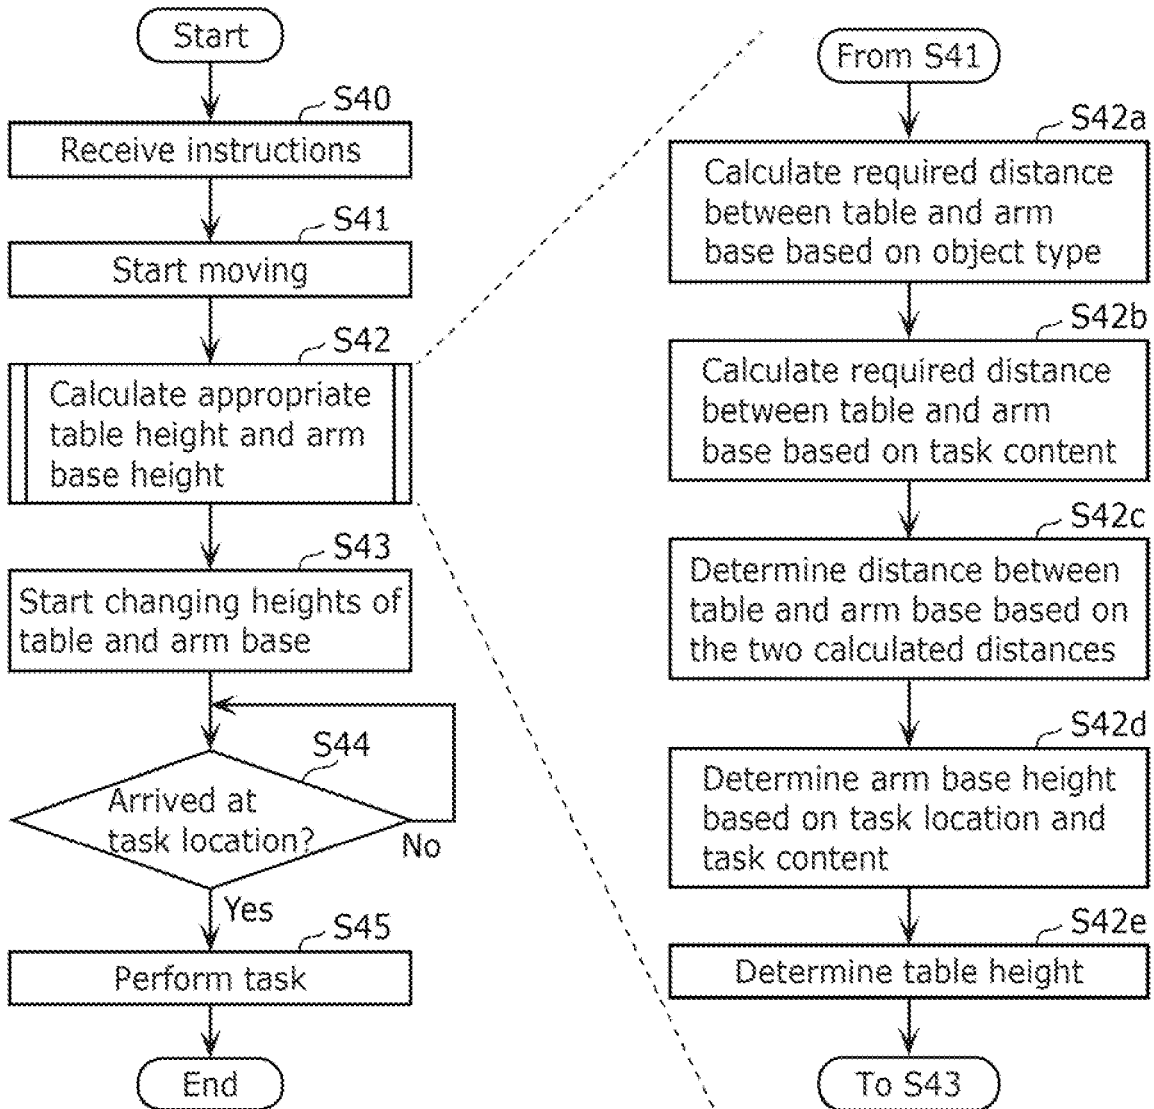 Start
S40
Receive instructions
S41
Start moving
S42
Calculate appropriate
table height and arm
base height
S43
Start changing heights of
table and arm base
S44
Arrived at
task location?
No
Yes
S45
Perform task
End
From S41
S42a
Calculate required distance
between table and arm
base based on object type
S42b
Calculate required distance
between table and arm
base based on task content
S42c
Determine distance between
table and arm base based on
the two calculated distances
S42d
Determine arm base height
based on task location and
task content
S42e
Determine table height
To S43